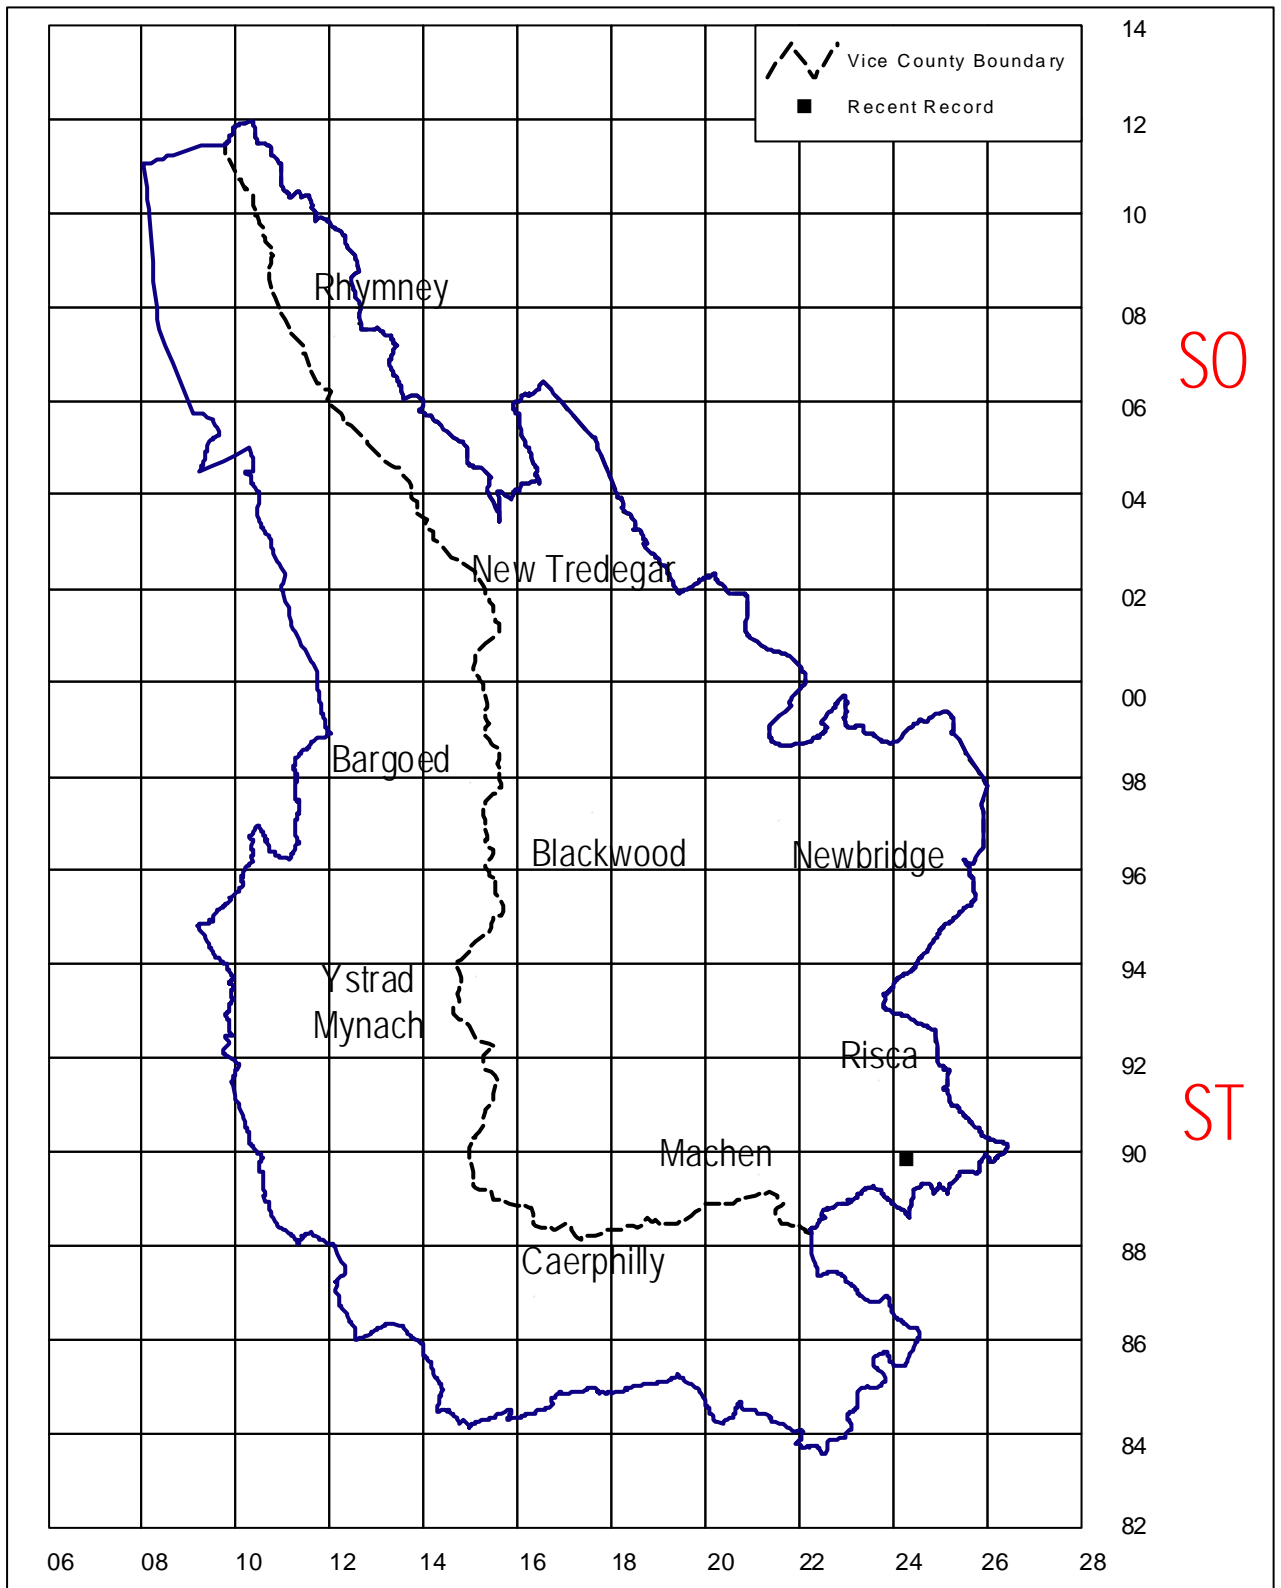 14
Vice County Boundary
Recent Record
12
10
Rhymney
08
SO
06
04
New Tredegar
02
00
Bargoed
98
Blackwood
Newbridge
96
Ystrad
94
Mynach
Risca
92
ST
Machen
90
Caerphilly
88
86
84
82
06 08 10 12 14 16 18 20 22 24 26 28